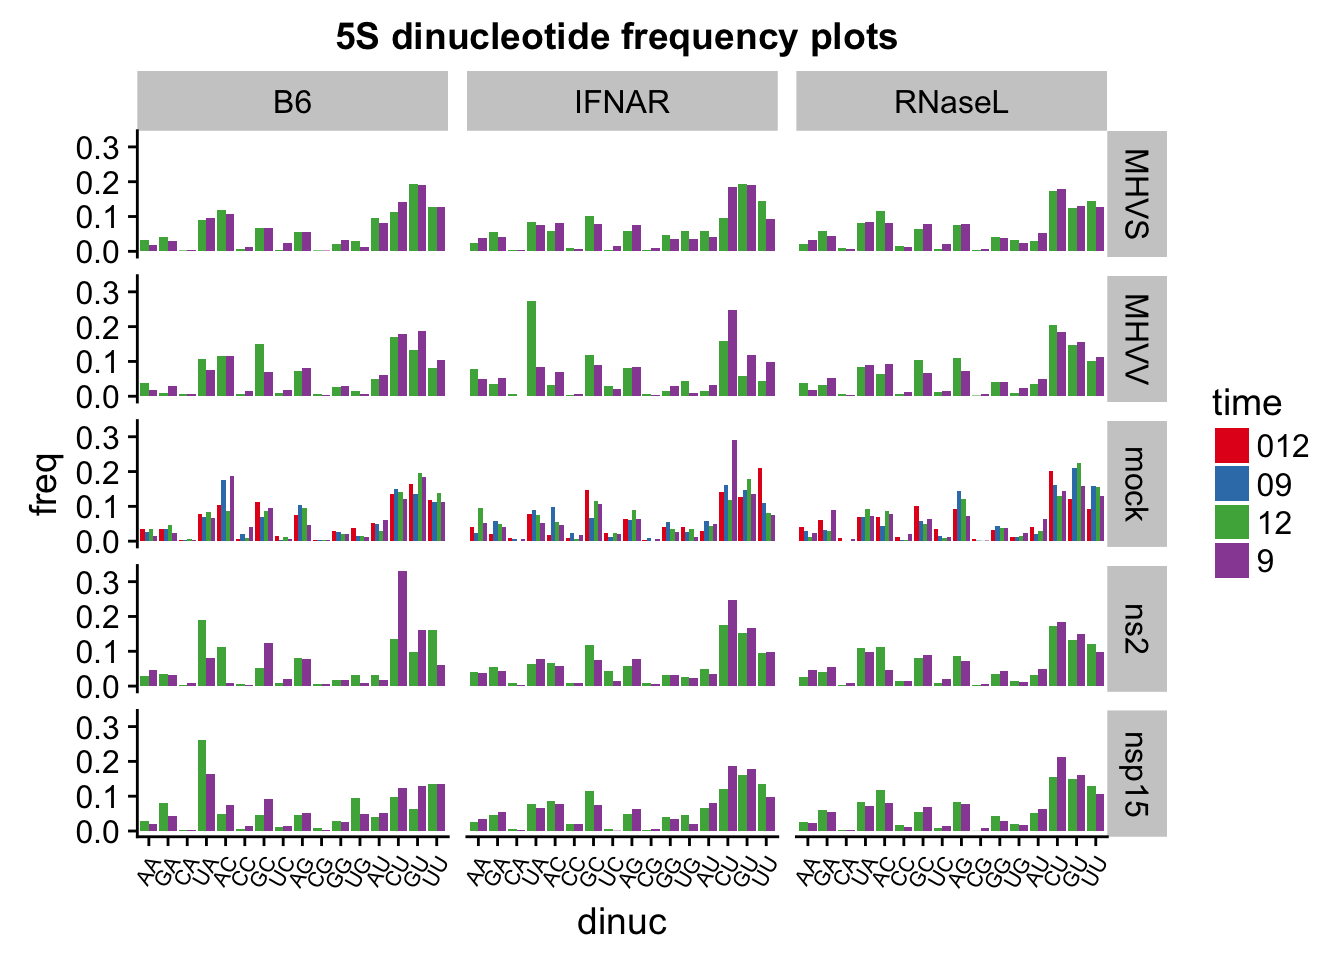 5S dinucleotide frequency plots
B6 IFNAR RNaseL
0.3
0.2
0.1
0.0
MHVS
0.3
0.2
0.1
0.0
MHVV
0.3
0.2
0.1
0.0
mock
0.3
0.2
0.1
0.0
ns2
0.3
0.2
0.1
0.0
nsp15
freq
AA GA CA UA AC CC GC UC AG CG GG UG AU CU GU UU
AA GA CA UA AC CC GC UC AG CG GG UG AU CU GU UU
AA GA CA UA AC CC GC UC AG CG GG UG AU CU GU UU
dinuc
time
012
09
12
9